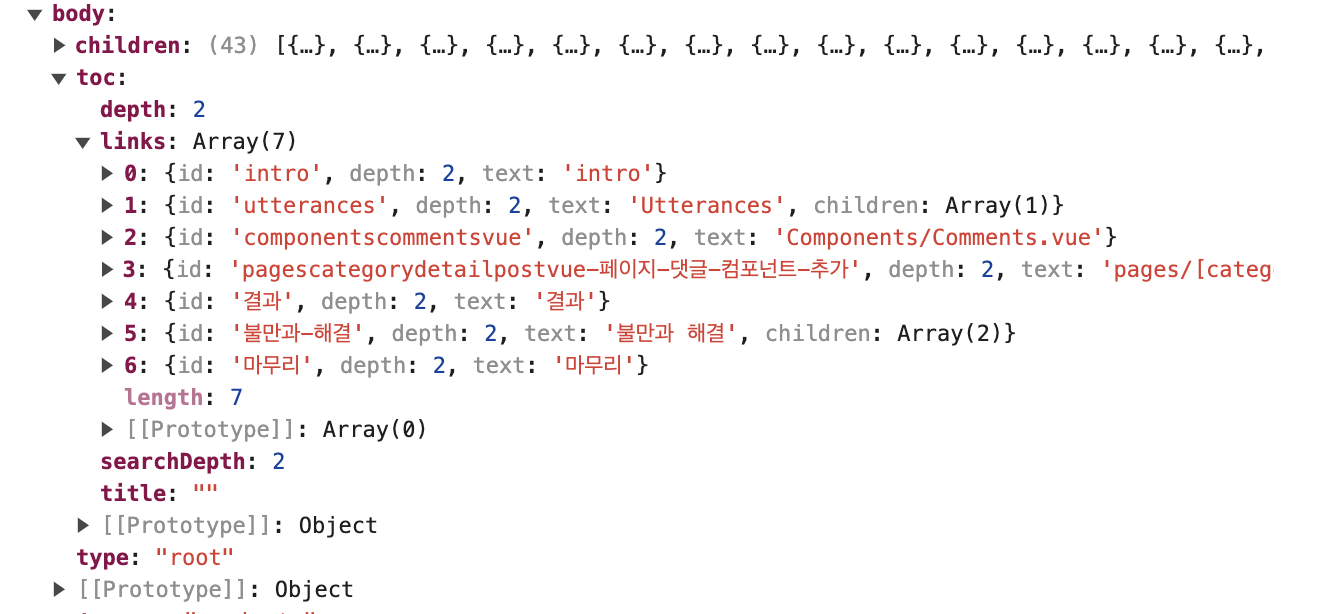 body:
children: (43) [{…}, {…}, {…}, {…}, {…}, {…}, {…}, {…}, {…}, {…}, {…}, {…}, {…}, {…}, {…},
toc:
depth: 2
links: Array(7)
0: {id: 'intro', depth: 2, text: 'intro'}
1: {id: 'utterances', depth: 2, text: 'Utterances', children: Array(1)}
2: {id: 'componentscommentsvue', depth: 2, text: 'Components/Comments.vue'}
3: {id: 'pagescategorydetailpostvue-페이지-댓글-컴포넌트-추가', depth: 2, text: 'pages/[categ
4: {id: '결과', depth: 2, text: '결과'}
5: {id: '불만과-해결', depth: 2, text: '불만과 해결', children: Array(2)}
6: {id: '마무리', depth: 2, text: '마무리'}
length: 7
[[Prototype]]: Array(0)
searchDepth: 2
title: ""
[[Prototype]]: Object
type: "root"
[[Prototype]]: Object